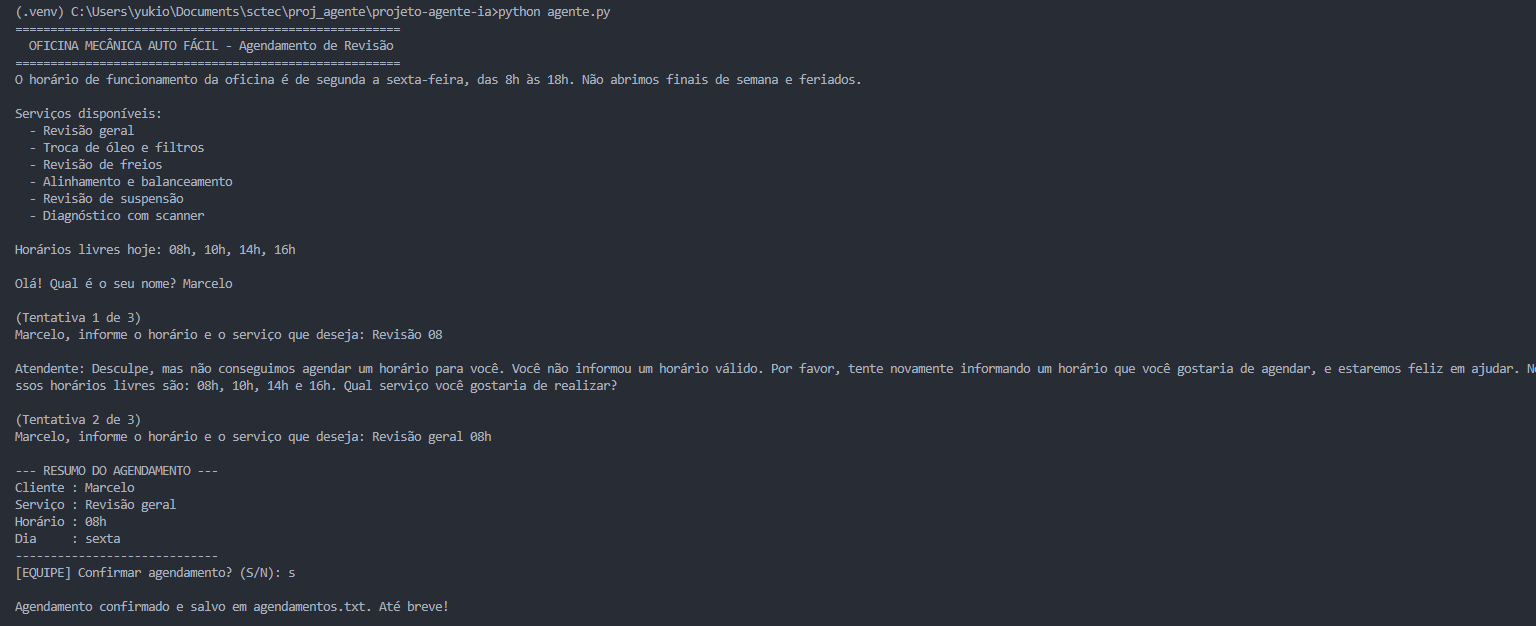 (.venv) C:\Users\yukio\Documents\sctec\proj_agente\projeto-agente-ia>python agente.py
=======================================================
  OFICINA MECÂNICA AUTO FÁCIL - Agendamento de Revisão
=======================================================
O horário de funcionamento da oficina é de segunda a sexta-feira, das 8h às 18h. Não abrimos finais de semana e feriados.

Serviços disponíveis:
  - Revisão geral
  - Troca de óleo e filtros
  - Revisão de freios
  - Alinhamento e balanceamento
  - Revisão de suspensão
  - Diagnóstico com scanner

Horários livres hoje: 08h, 10h, 14h, 16h

Olá! Qual é o seu nome? Marcelo

(Tentativa 1 de 3)
Marcelo, informe o horário e o serviço que deseja: Revisão 08

Atendente: Desculpe, mas não conseguimos agendar um horário para você. Você não informou um horário válido. Por favor, tente novamente informando um horário que você gostaria de agendar, e estaremos feliz em ajudar. No
ssos horários livres são: 08h, 10h, 14h e 16h. Qual serviço você gostaria de realizar?

(Tentativa 2 de 3)
Marcelo, informe o horário e o serviço que deseja: Revisão geral 08h

--- RESUMO DO AGENDAMENTO ---
Cliente : Marcelo
Serviço : Revisão geral
Horário : 08h
Dia     : sexta
-----------------------------
[EQUIPE] Confirmar agendamento? (S/N): s

Agendamento confirmado e salvo em agendamentos.txt. Até breve!